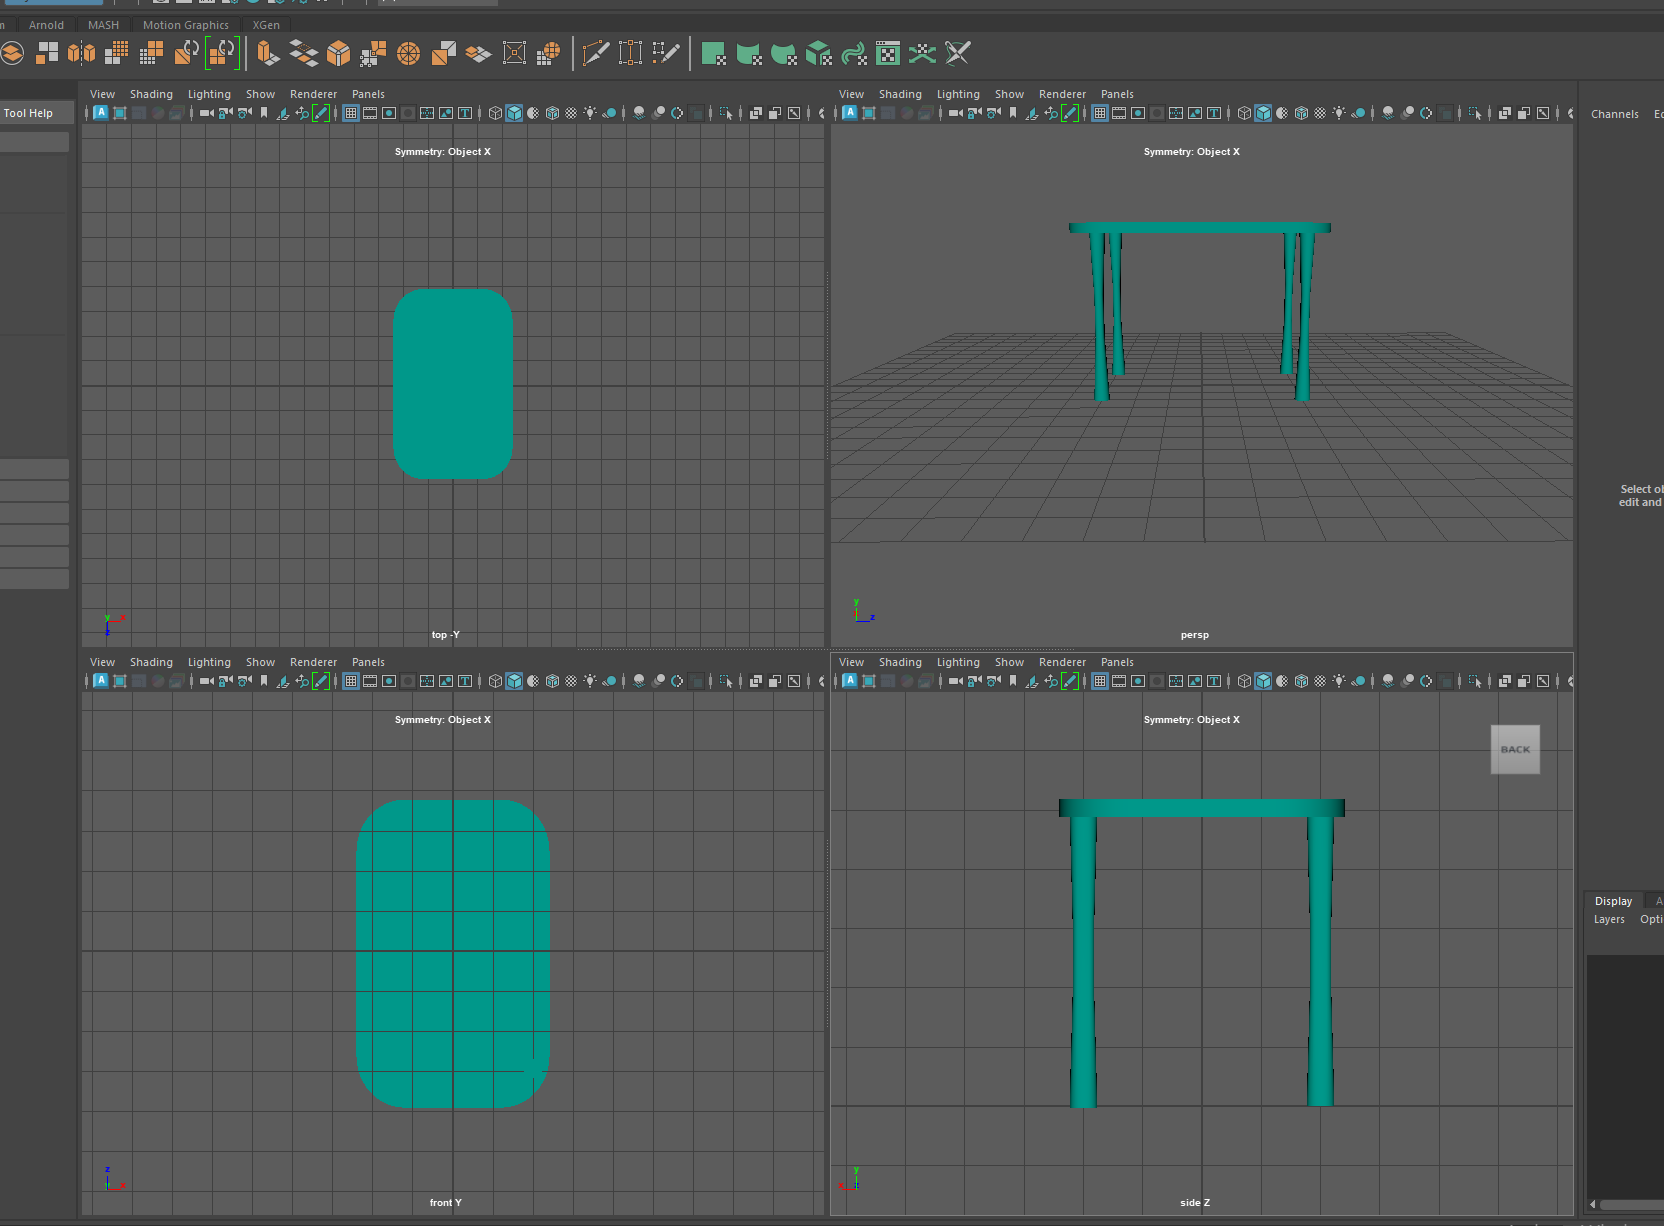 Arnold MASH Motion Graphics XGen
Tool Help
View Shading Lighting Show Renderer Panels
Symmetry: Object X
y x
z
top -Y
View Shading Lighting Show Renderer Panels
Symmetry: Object X
y
z
persp
View Shading Lighting Show Renderer Panels
Symmetry: Object X
z
y x
front Y
View Shading Lighting Show Renderer Panels
Symmetry: Object X
BACK
y
x z
side Z
Channels
Select
edit and
Display
Layers